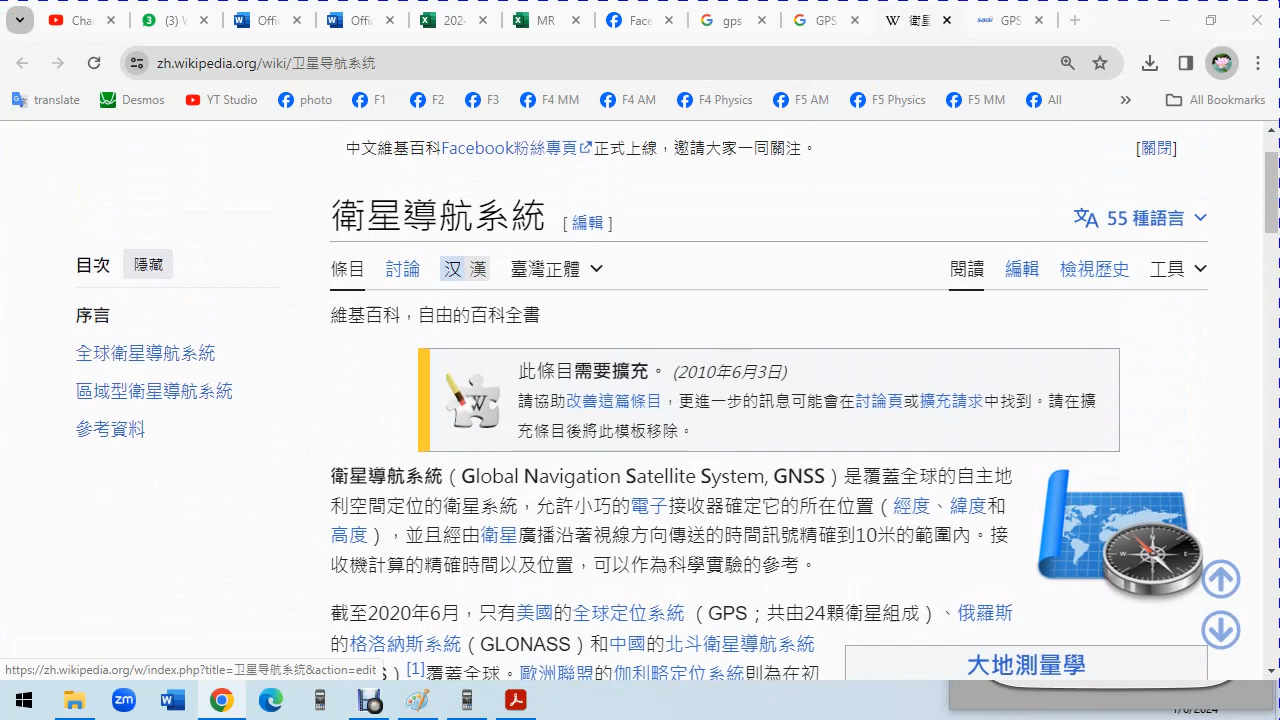 Cha
(3) V
Offi
Offi
202
MR
Face
gps
GPS
衛星
GPS
zh.wikipedia.org/wiki/卫星导航系统
translate
Desmos
YT Studio
photo
F1
F2
F3
F4 MM
F4 AM
F4 Physics
F5 AM
F5 Physics
F5 MM
All
All Bookmarks
中文維基百科Facebook粉絲專頁正式上線，邀請大家一同關注。
[關閉]
衛星導航系統 [ 編輯 ]
55 種語言
目次 隱藏
序言
全球衛星導航系統
區域型衛星導航系統
參考資料
條目 討論 汉 漢 臺灣正體
閱讀 編輯 檢視歷史 工具
維基百科，自由的百科全書
此條目需要擴充。 (2010年6月3日)
請協助改善這篇條目，更進一步的訊息可能會在討論頁或擴充請求中找到。請在擴
充條目後將此模板移除。
衛星導航系統（Global Navigation Satellite System, GNSS）是覆蓋全球的自主地
利空間定位的衛星系統，允許小巧的電子接收器確定它的所在位置（經度、緯度和
高度），並且經由衛星廣播沿著視線方向傳送的時間訊號精確到10米的範圍內。接
收機計算的精確時間以及位置，可以作為科學實驗的參考。
截至2020年6月，只有美國的全球定位系統 （GPS；共由24顆衛星組成）、俄羅斯
的格洛納斯系統（GLONASS）和中國的北斗衛星導航系統
S）[1]覆蓋全球。歐洲聯盟的伽利略定位系統則為在初
大地測量學
https://zh.wikipedia.org/w/index.php?title=卫星导航系统&action=edit
zm
1/6/2024